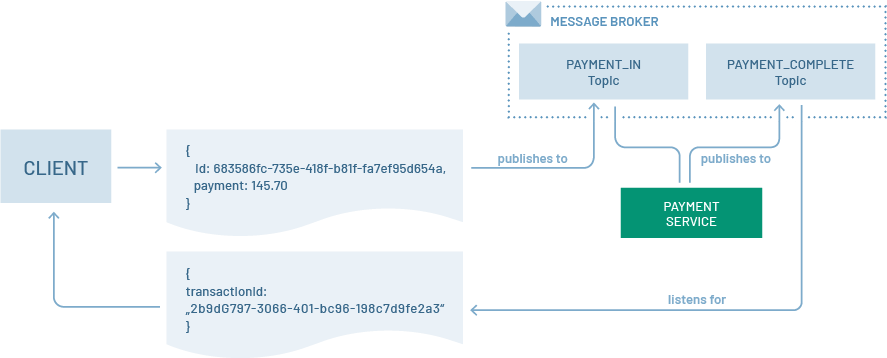 MESSAGE BROKER
PAYMENT_IN
Topic
PAYMENT_COMPLETE
Topic
CLIENT
{
Id: 683586fc-735e-418f-b81f-fa7ef95d654a,
payment: 145.70
}
publishes to
publishes to
PAYMENT
SERVICE
{
transactionId:
„2b9dG797-3066-401-bc96-198c7d9fe2a3“
}
listens for